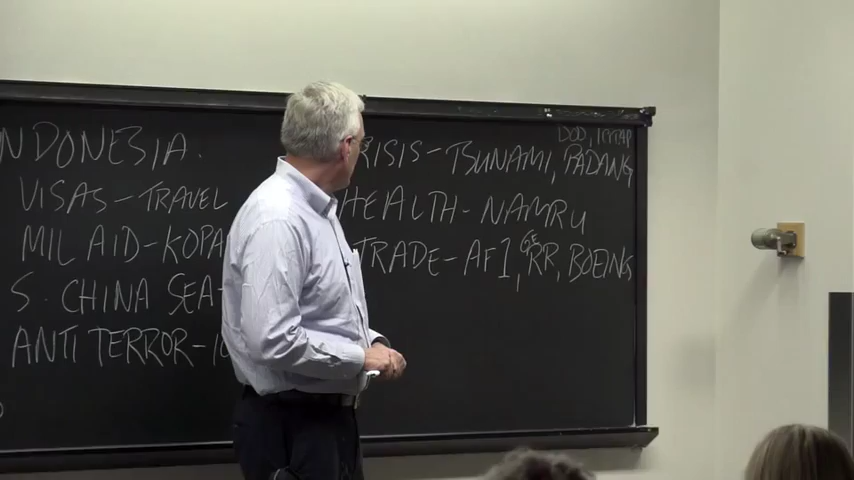 NDONESIA.
VISAS-TRAVEL
MIL AID-KOPA
S. CHINA SEA-
ANTI TERROR-
DOD,
RISIS-TSUNAMI, PADANG,
HEALTH-NAMRU
TRADE-AF1, GE RR, BOEING